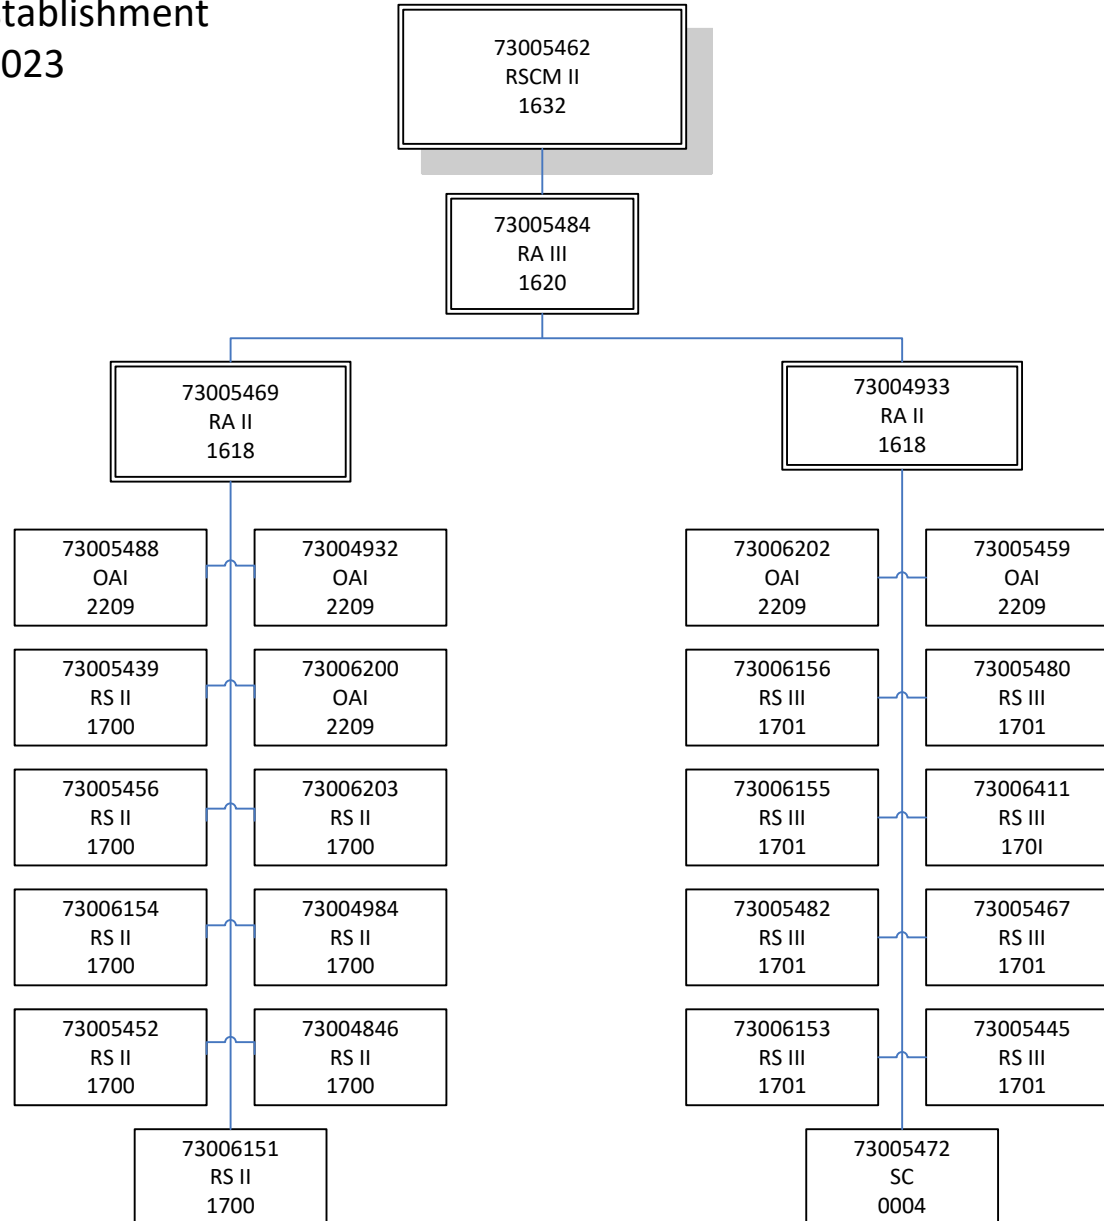 tablishment
023
73005462
RSCM II
1632
73005484
RA III
1620
73005469
RA II
1618
73004933
RA II
1618
73005488
OAI
2209
73004932
OAI
2209
73006202
OAI
2209
73005459
OAI
2209
73005439
RS II
1700
73006200
OAI
2209
73006156
RS III
1701
73005480
RS III
1701
73005456
RS II
1700
73006203
RS II
1700
73006155
RS III
1701
73006411
RS III
170I
73006154
RS II
1700
73004984
RS II
1700
73005482
RS III
1701
73005467
RS III
1701
73005452
RS II
1700
73004846
RS II
1700
73006153
RS III
1701
73005445
RS III
1701
73006151
RS II
1700
73005472
SC
0004